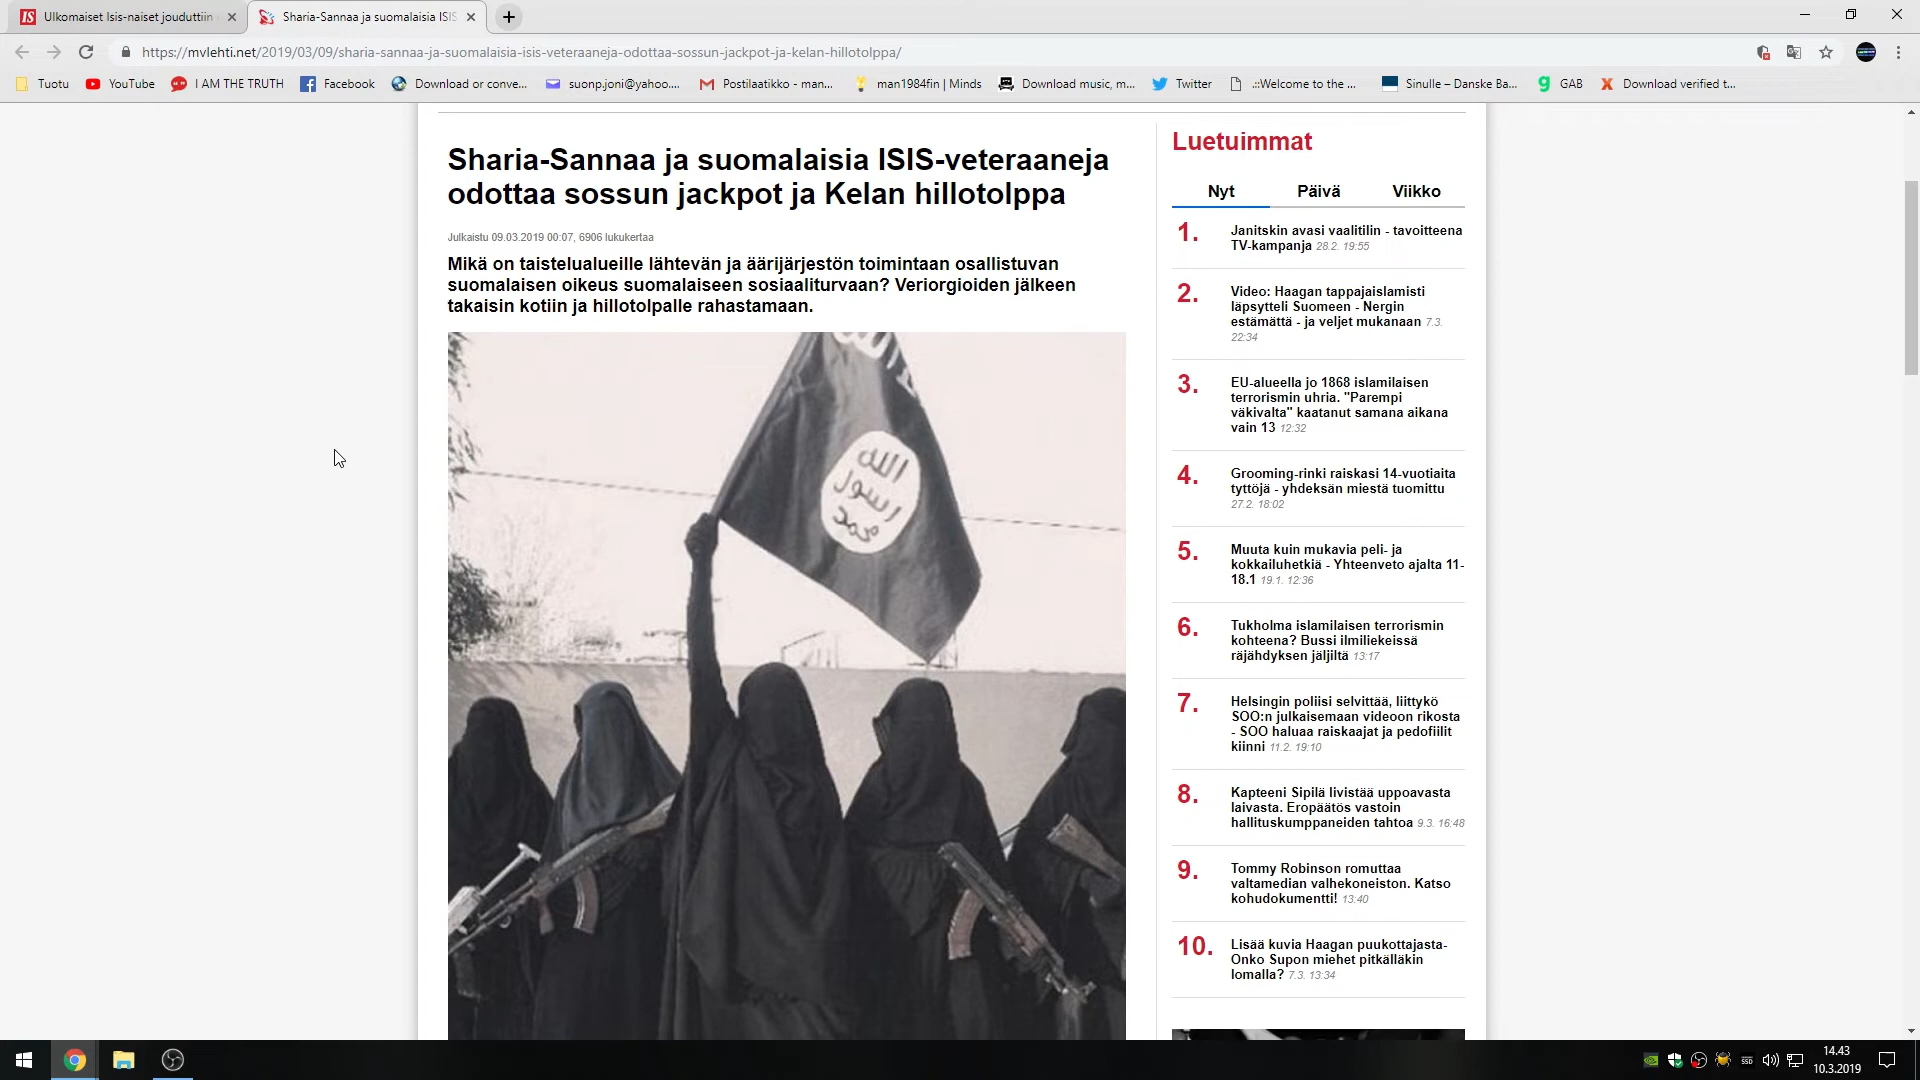 Ulkomaiset Isis-naiset jouduttiin
Sharia-Sannaa ja suomalaisia ISIS
https://mvlehti.net/2019/03/09/sharia-sannaa-ja-suomalaisia-isis-veteraaneja-odottaa-sossun-jackpot-ja-kelan-hillotolppa/
Tuotu YouTube I AM THE TRUTH Facebook Download or conve... suonp.joni@yahoo.... Postilaatikko - man... man1984fin | Minds Download music, m... Twitter .::Welcome to the ... Sinulle – Danske Ba... GAB Download verified t...
Sharia-Sannaa ja suomalaisia ISIS-veteraaneja
odottaa sossun jackpot ja Kelan hillotolppa
Julkaistu 09.03.2019 00:07, 6906 lukukertaa
Mikä on taistelualueille lähtevän ja äärijärjestön toimintaan osallistuvan
suomalaisen oikeus suomalaiseen sosiaaliturvaan? Veriorgioiden jälkeen
takaisin kotiin ja hillotolpalle rahastamaan.
الله
رسول
محمد
Luetuimmat
Nyt Päivä Viikko
1. Janitskin avasi vaalitilin - tavoitteena
TV-kampanja 28.2. 19:55
2. Video: Haagan tappajaislamisti
läpsytteli Suomeen - Nergin
estämättä - ja veljet mukanaan 7.3.
22:34
3. EU-alueella jo 1868 islamilaisen
terrorismin uhria. "Parempi
väkivalta" kaatanut samana aikana
vain 13 12:32
4. Grooming-rinki raiskasi 14-vuotiaita
tyttöjä - yhdeksän miestä tuomittu
27.2. 18:02
5. Muuta kuin mukavia peli- ja
kokkailuhetkiä - Yhteenveto ajalta 11-
18.1 19.1. 12:36
6. Tukholma islamilaisen terrorismin
kohteena? Bussi ilmiliekeissä
räjähdyksen jäljiltä 13:17
7. Helsingin poliisi selvittää, liittyykö
SOO:n julkaisemaan videoon rikosta
- SOO haluaa raiskaajat ja pedofiilit
kiinni 11.2. 19:10
8. Kapteeni Sipilä livistää uppoavasta
laivasta. Eropäätös vastoin
hallituskumppaneiden tahtoa 9.3. 16:48
9. Tommy Robinson romuttaa
valtamedian valhekoneiston. Katso
kohudokumentti! 13:40
10. Lisää kuvia Haagan puukottajasta-
Onko Supon miehet pitkälläkin
lomalla? 7.3. 13:34
14.43
10.3.2019